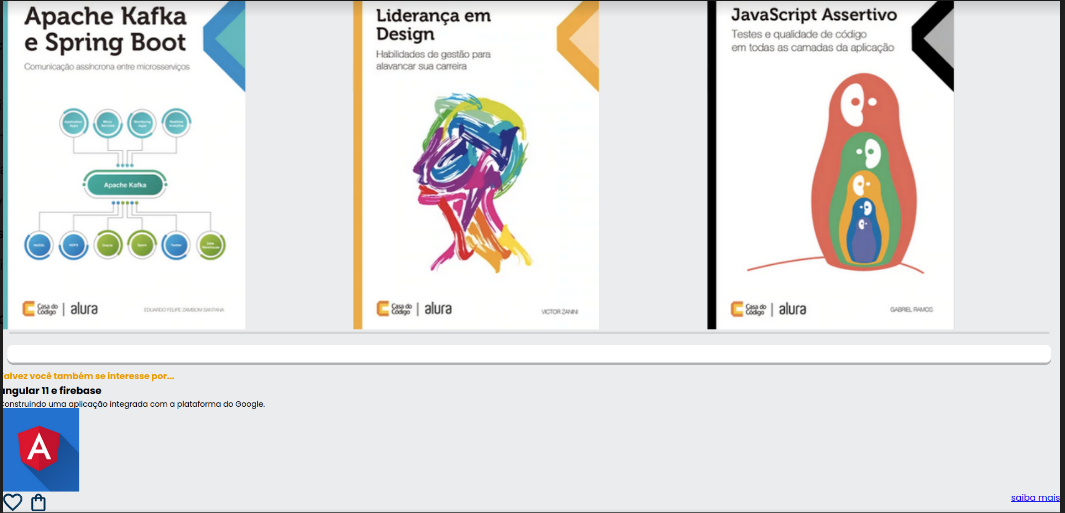 Apache Kafka
e Spring Boot
Comunicação assíncrona entre microsserviços
Apache Kafka
Casa do
Código
alura
EDUARDO FELIPE ZAMBOM SANTANA
Liderança em
Design
Habilidades de gestão para
alavancar sua carreira
Casa do
Código
alura
VICTOR ZANINI
JavaScript Assertivo
Testes e qualidade de código
em todas as camadas da aplicação
Casa do
Código
alura
GABRIEL RAMOS
alvez você também se interesse por...
angular 11 e firebase
construindo uma aplicação integrada com a plataforma do Google.
A
saiba mais